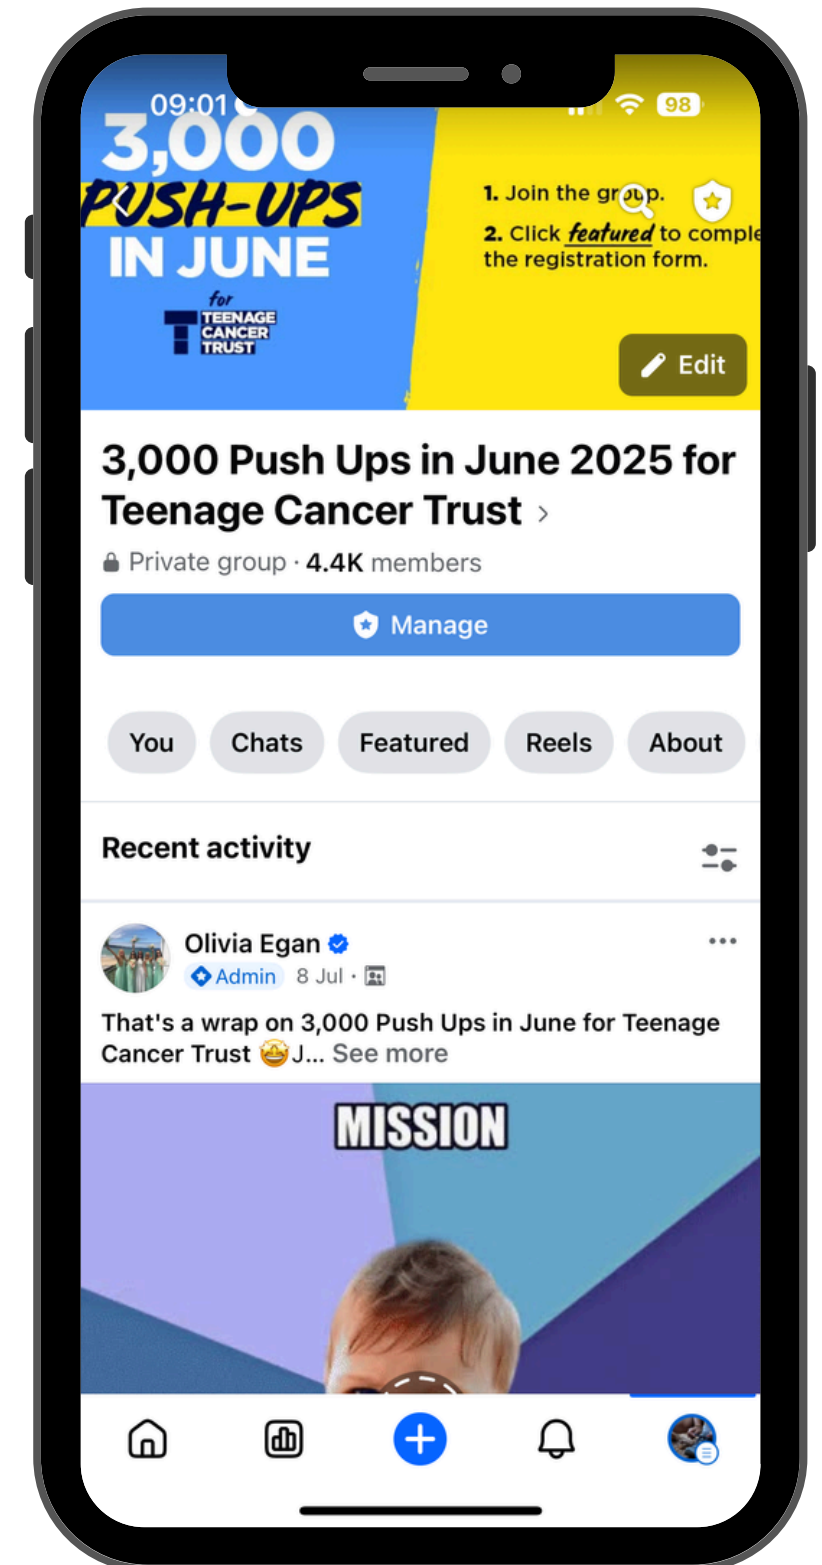 09:01
98
3,000
PUSH-UPS
IN JUNE
for
TEENAGE
CANCER
TRUST
1. Join the group.
2. Click featured to comple
the registration form.
Edit
3,000 Push Ups in June 2025 for
Teenage Cancer Trust
Private group · 4.4K members
Manage
You
Chats
Featured
Reels
About
Recent activity
Olivia Egan
Admin 8 Jul ·
That's a wrap on 3,000 Push Ups in June for Teenage
Cancer Trust 🤩J... See more
MISSION